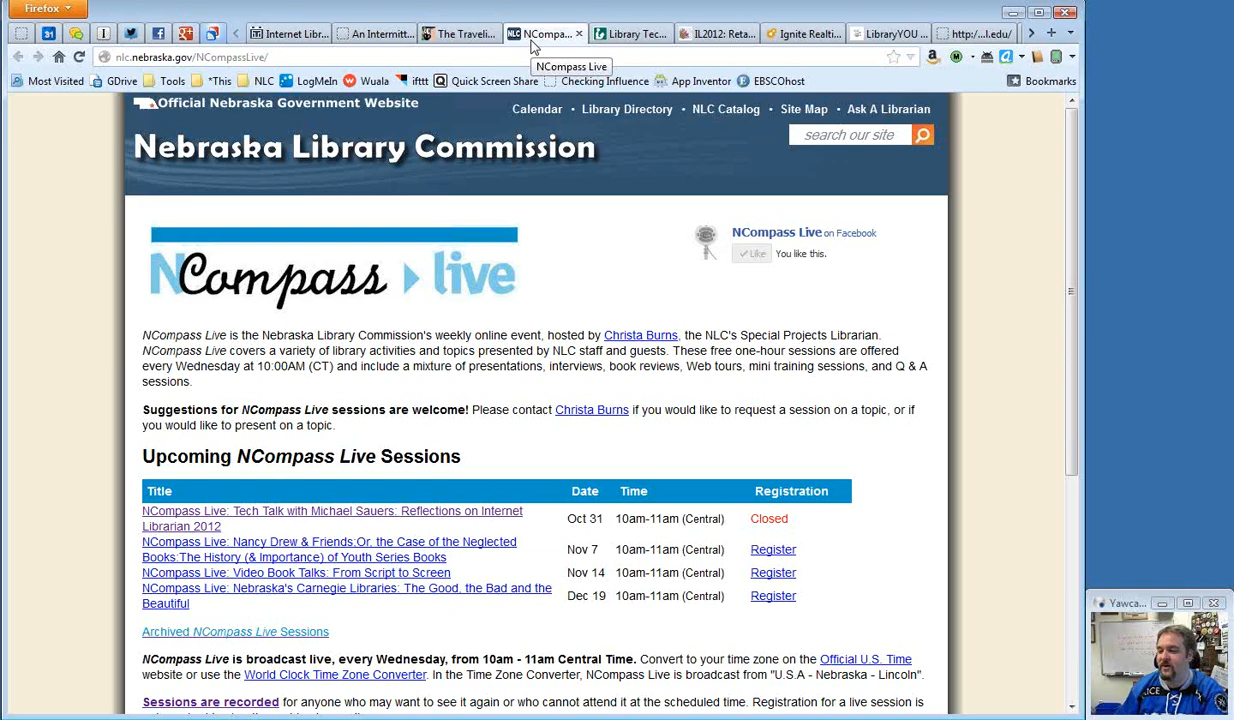 Firefox
Internet Librar...
An Intermitt...
The Traveli...
NCompa...
Library Tec...
IL2012: Reta...
Ignite Realti...
LibraryYOU ...
http:/...l.edu/
nlc.nebraska.gov/NCompassLive/
NCompass Live
Most Visited
GDrive
Tools
*This
NLC
LogMeIn
Wuala
ifttt
Quick Screen Share
Checking Influence
App Inventor
EBSCOhost
Bookmarks
Official Nebraska Government Website
Calendar • Library Directory • NLC Catalog • Site Map • Ask A Librarian
Nebraska Library Commission
search our site
NCompass live
NCompass Live on Facebook
Like You like this.
NCompass Live is the Nebraska Library Commission's weekly online event, hosted by Christa Burns, the NLC's Special Projects Librarian.
NCompass Live covers a variety of library activities and topics presented by NLC staff and guests. These free one-hour sessions are offered
every Wednesday at 10:00AM (CT) and include a mixture of presentations, interviews, book reviews, Web tours, mini training sessions, and Q & A
sessions.
Suggestions for NCompass Live sessions are welcome! Please contact Christa Burns if you would like to request a session on a topic, or if
you would like to present on a topic.
Upcoming NCompass Live Sessions
Title Date Time Registration
NCompass Live: Tech Talk with Michael Sauers: Reflections on Internet
Librarian 2012 Oct 31 10am-11am (Central) Closed
NCompass Live: Nancy Drew & Friends:Or, the Case of the Neglected
Books:The History (& Importance) of Youth Series Books Nov 7 10am-11am (Central) Register
NCompass Live: Video Book Talks: From Script to Screen Nov 14 10am-11am (Central) Register
NCompass Live: Nebraska's Carnegie Libraries: The Good, the Bad and the
Beautiful Dec 19 10am-11am (Central) Register
Archived NCompass Live Sessions
NCompass Live is broadcast live, every Wednesday, from 10am - 11am Central Time. Convert to your time zone on the Official U.S. Time
website or use the World Clock Time Zone Converter. In the Time Zone Converter, NCompass Live is broadcast from "U.S.A - Nebraska - Lincoln".
Sessions are recorded for anyone who may want to see it again or who cannot attend it at the scheduled time. Registration for a live session is
Yawca...